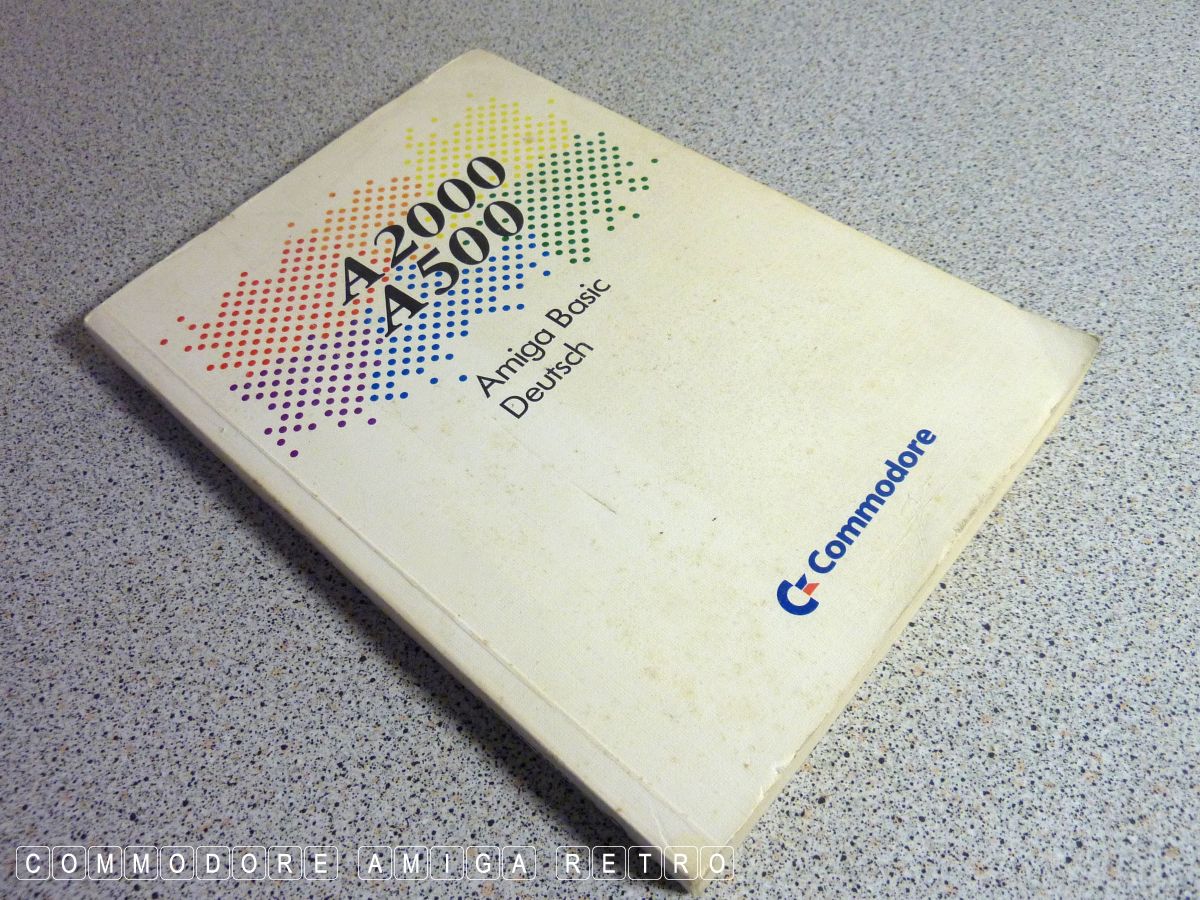 A2000
A500
Amiga Basic
Deutsch
Commodore
COMMODORE AMIGA RETRO